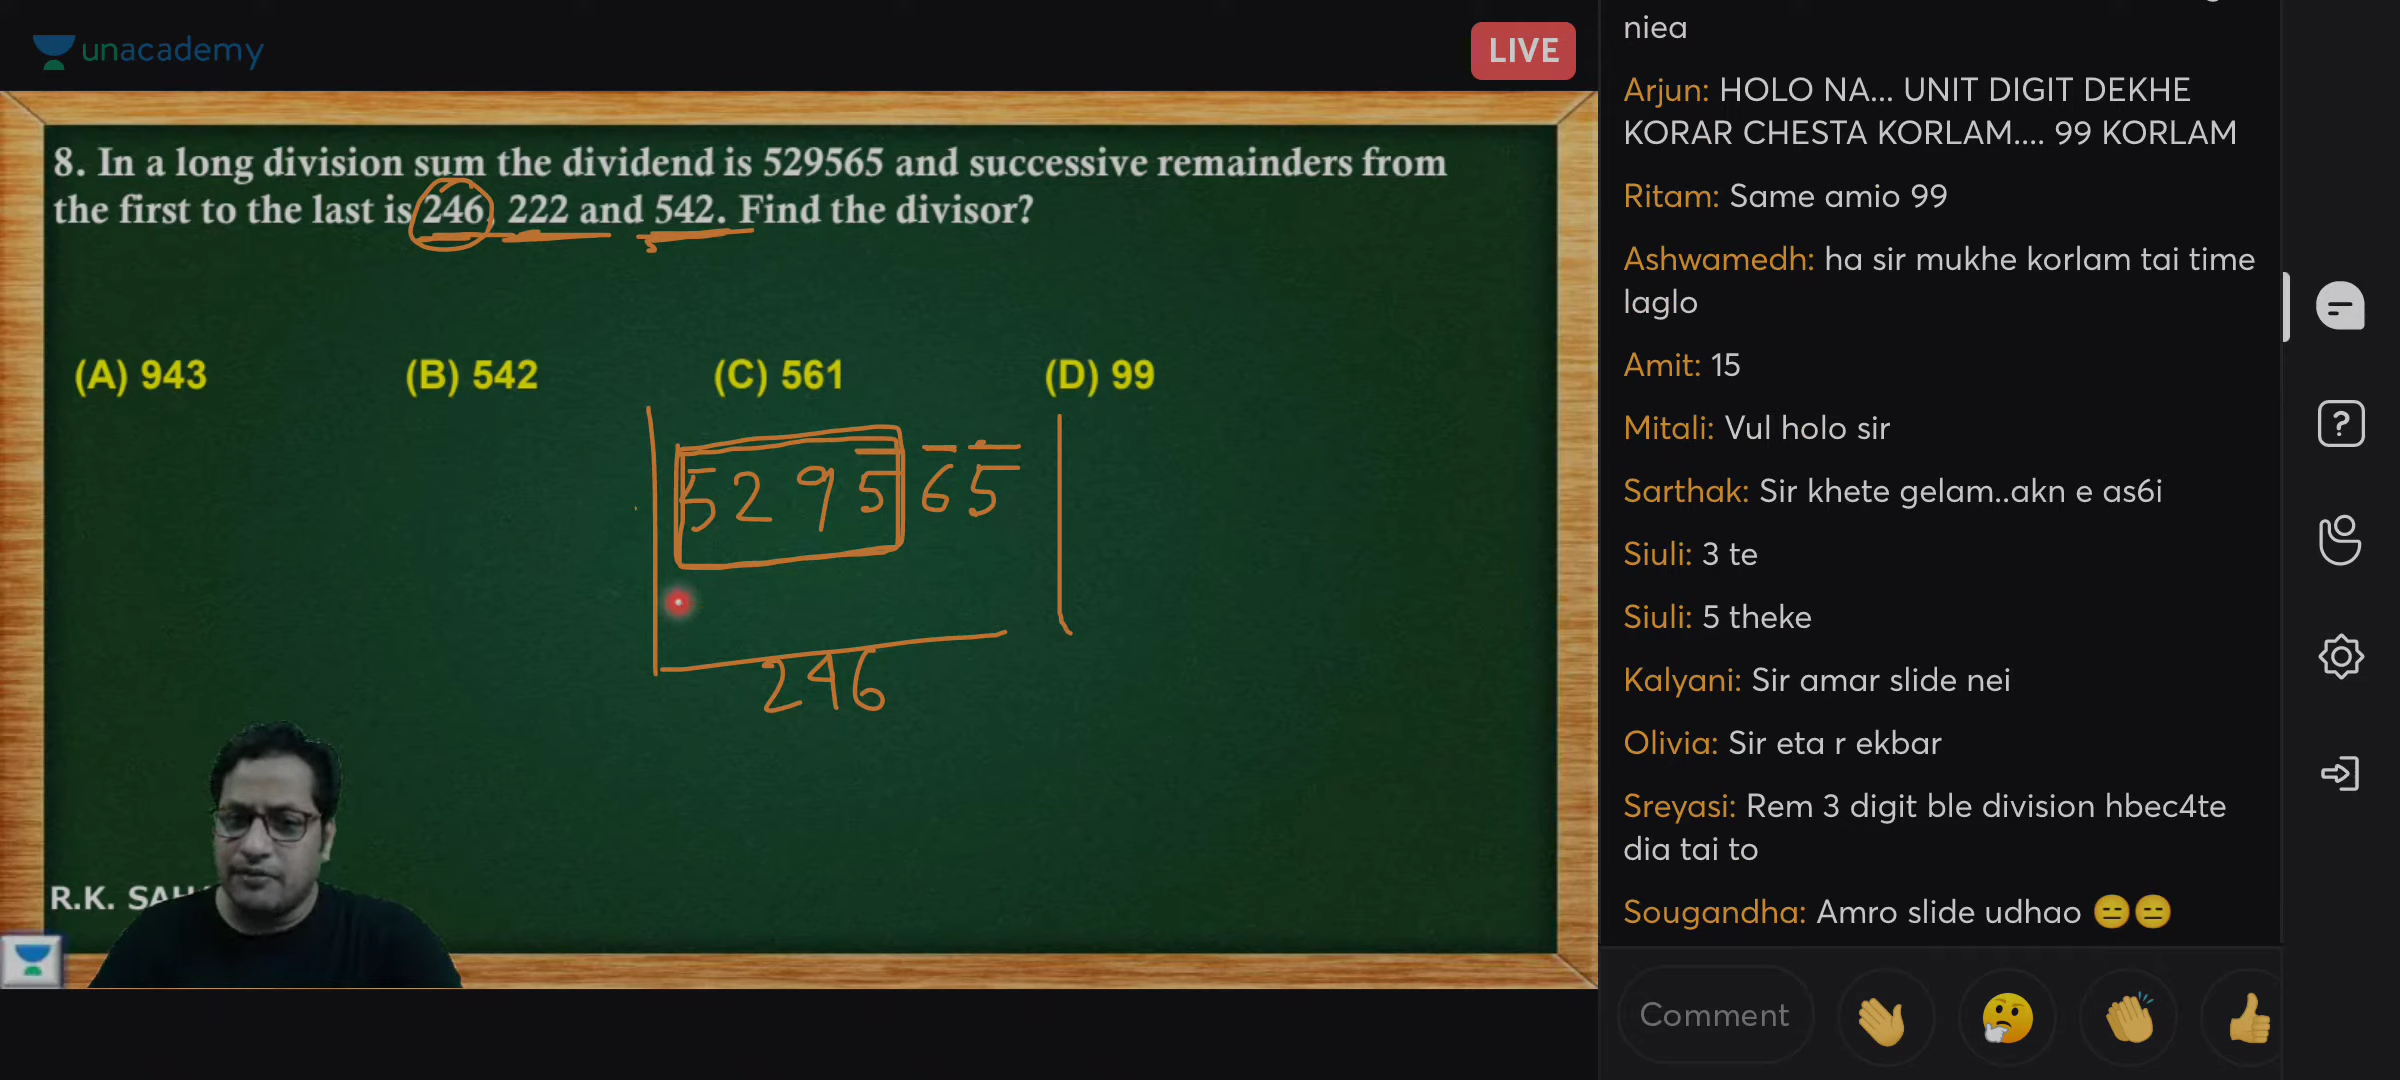 unacademy
LIVE
8. In a long division sum the dividend is 529565 and successive remainders from
the first to the last is 246, 222 and 542. Find the divisor?
(A) 943
(B) 542
(C) 561
(D) 99
5295 65
246
R.K. SAH
niea
Arjun: HOLO NA... UNIT DIGIT DEKHE
KORAR CHESTA KORLAM.... 99 KORLAM
Ritam: Same amio 99
Ashwamedh: ha sir mukhe korlam tai time
laglo
Amit: 15
Mitali: Vul holo sir
Sarthak: Sir khete gelam..akn e as6i
Siuli: 3 te
Siuli: 5 theke
Kalyani: Sir amar slide nei
Olivia: Sir eta r ekbar
Sreyasi: Rem 3 digit ble division hbec4te
dia tai to
Sougandha: Amro slide udhao 😑😑
Comment